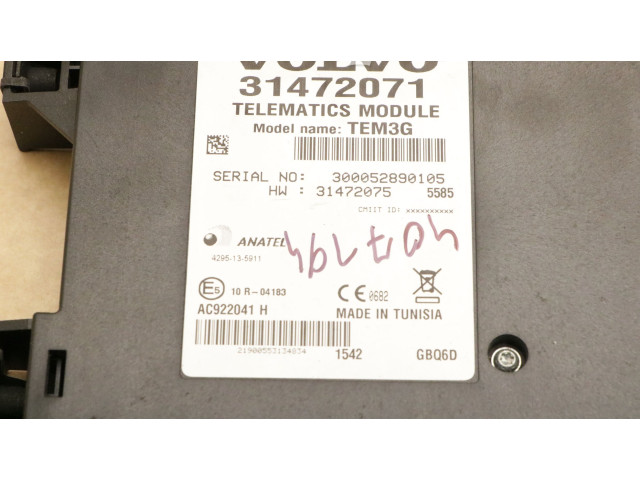 VOLVO
31472071
TELEMATICS MODULE
Model name: TEM3G
SERIAL NO: 300052890105
HW : 31472075 5585
CMIIT ID: xxxxxxxxxx
ANATEL
4295-13-5911
E5 10 R-04183 CE 0682
AC922041 H MADE IN TUNISIA
21900553134834 1542 GBQ6D